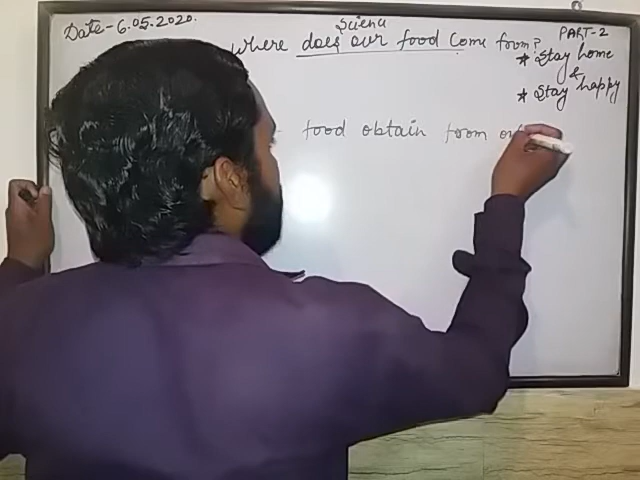 Date-6.05.2020.
Science
PART-2
where does our food Come from?
* Stay home
&
* Stay happy
food obtain from